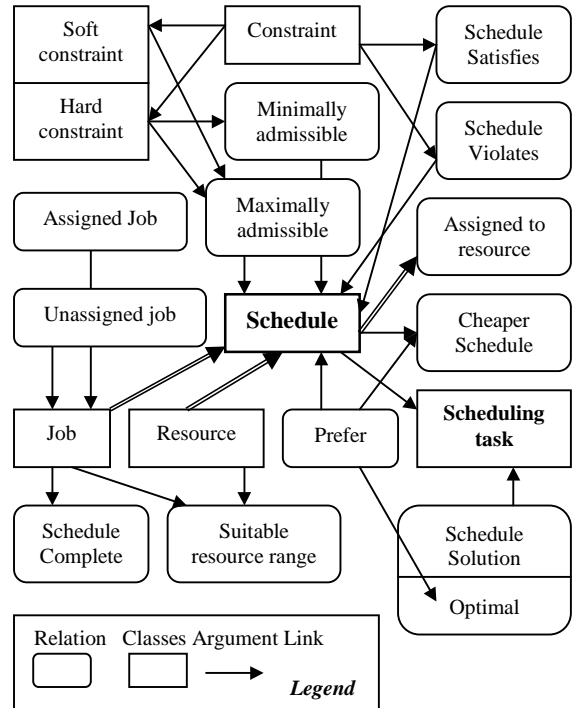 Soft
constraint
Constraint
Schedule
Satisfies
Hard
constraint
Minimally
admissible
Schedule
Violates
Assigned Job
Maximally
admissible
Assigned to
resource
Unassigned job
Schedule
Cheaper
Schedule
Job
Resource
Prefer
Scheduling
task
Schedule
Complete
Suitable
resource range
Schedule
Solution
Optimal
Relation Classes Argument Link
Legend